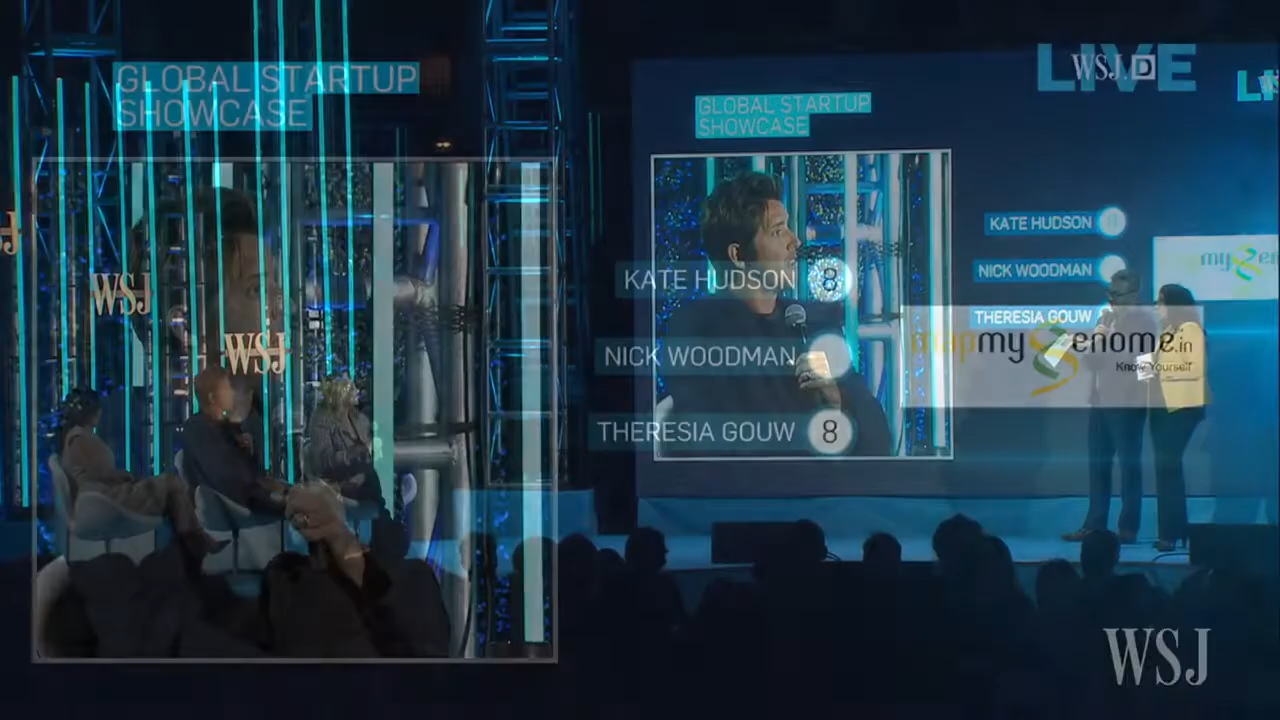 GLOBAL STARTUP
SHOWCASE
LIVE
WSJ.D
GLOBAL STARTUP
SHOWCASE
WSJ
WSJ
KATE HUDSON
NICK WOODMAN
THERESIA GOUW
KATE HUDSON 8
NICK WOODMAN
THERESIA GOUW 8
mapmygenome.in
Know Yourself
WSJ